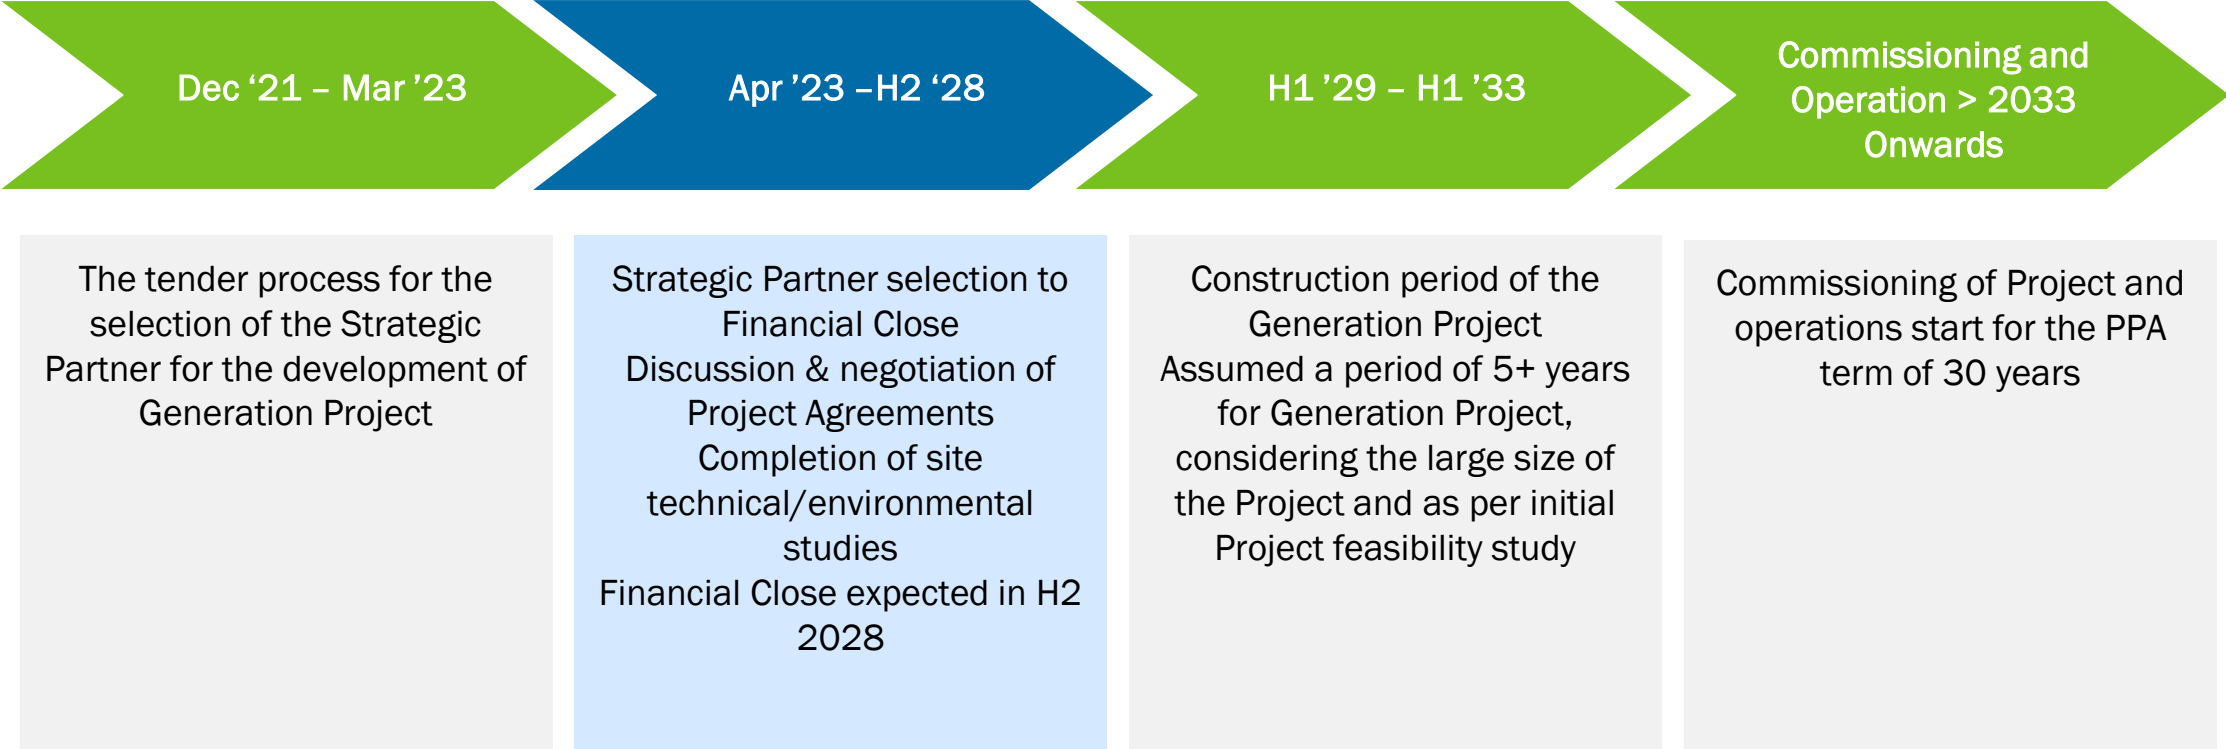 Dec ‘21 – Mar ’23
Apr ’23 –H2 ‘28
H1 ’29 – H1 ’33
Commissioning and
Operation > 2033
Onwards
The tender process for the
selection of the Strategic
Partner for the development of
Generation Project
Strategic Partner selection to
Financial Close
Discussion & negotiation of
Project Agreements
Completion of site
technical/environmental
studies
Financial Close expected in H2
2028
Construction period of the
Generation Project
Assumed a period of 5+ years
for Generation Project,
considering the large size of
the Project and as per initial
Project feasibility study
Commissioning of Project and
operations start for the PPA
term of 30 years